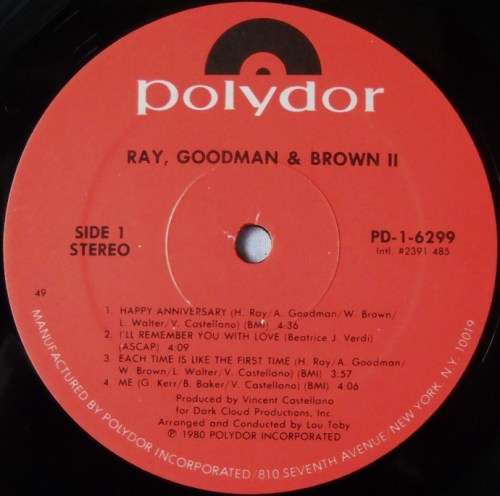 polydor
RAY, GOODMAN & BROWN II
SIDE 1
STEREO
PD-1-6299
Intl. #2391 485
49
1. HAPPY ANNIVERSARY (H. Ray/A. Goodman/W. Brown/
L. Walter/V. Castellano) (BMI) 4:36
2. I'LL REMEMBER YOU WITH LOVE (Beatrice J. Verdi)
(ASCAP) 4:09
3. EACH TIME IS LIKE THE FIRST TIME (H. Ray/A. Goodman/
W. Brown/L. Walter/V. Castellano) (BMI) 3:57
4. ME (G. Kerr/B. Baker/V. Castellano) (BMI) 4:06
Produced by Vincent Castellano
for Dark Cloud Productions, Inc.
Arranged and Conducted by Lou Toby
℗ 1980 POLYDOR INCORPORATED
MANUFACTURED BY POLYDOR INCORPORATED/810 SEVENTH AVENUE/NEW YORK, N.Y. 10019